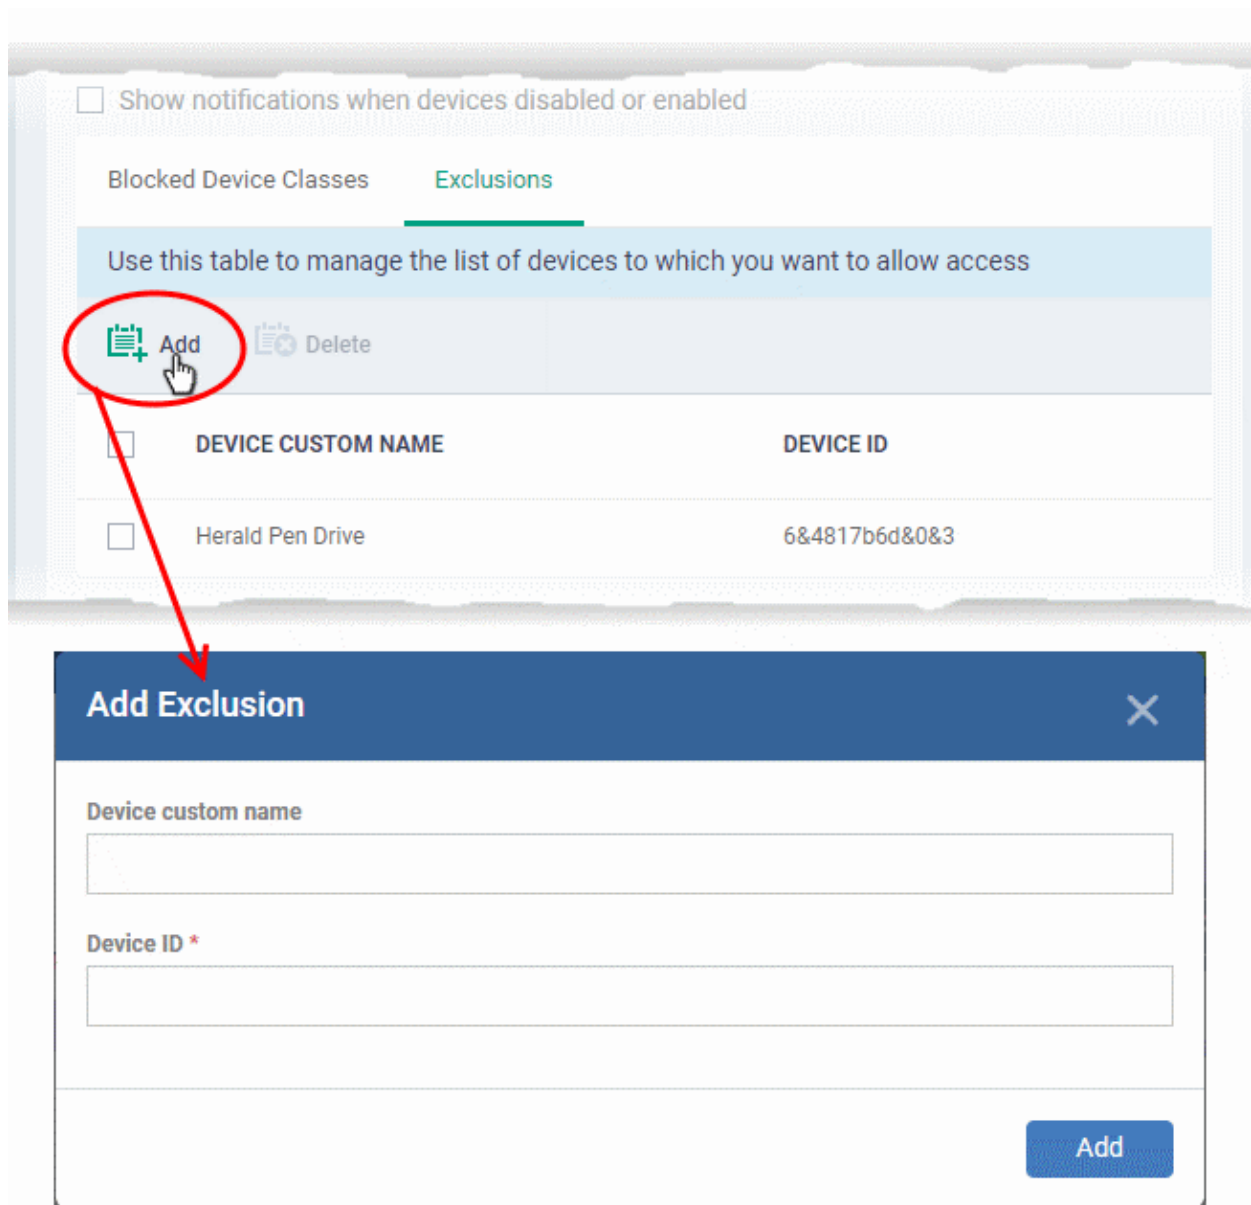 Show notifications when devices disabled or enabled
Blocked Device Classes Exclusions
Use this table to manage the list of devices to which you want to allow access
Add Delete
DEVICE CUSTOM NAME DEVICE ID
Herald Pen Drive 6&4817b6d&0&3
Add Exclusion
Device custom name
Device ID *
Add